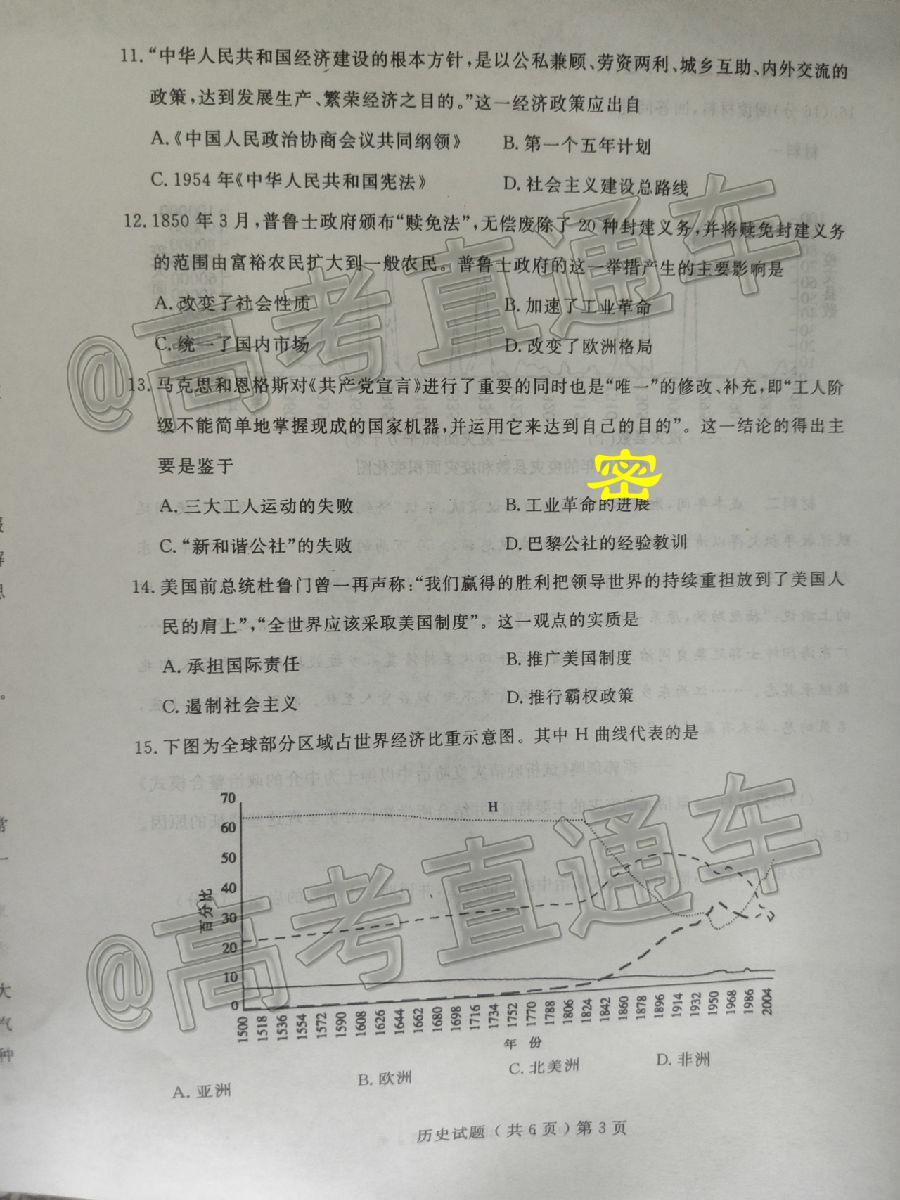 11.“中华人民共和国经济建设的根本方针,是以公私兼顾、劳资两利、城乡互助、内外交流的
政策,达到发展生产、繁荣经济之目的。”这一经济政策应出自
A.《中国人民政治协商会议共同纲领》 B. 第一个五年计划
C. 1954 年《中华人民共和国宪法》 D. 社会主义建设总路线
12. 1850 年 3 月,普鲁士政府颁布“赎免法”,无偿废除了 20 种封建义务,并将赎免封建义务
的范围由富裕农民扩大到一般农民。普鲁士政府的这一举措产生的主要影响是
A. 改变了社会性质 B. 加速了工业革命
C. 统一了国内市场 D. 改变了欧洲格局
13. 马克思和恩格斯对《共产党宣言》进行了重要的同时也是“唯一”的修改、补充,即“工人阶
级不能简单地掌握现成的国家机器,并运用它来达到自己的目的”。这一结论的得出主
要是鉴于
密
A. 三大工人运动的失败 B. 工业革命的进展
C. “新和谐公社”的失败 D. 巴黎公社的经验教训
14. 美国前总统杜鲁门曾一再声称:“我们赢得的胜利把领导世界的持续重担放到了美国人
民的肩上”,“全世界应该采取美国制度”。这一观点的实质是
A. 承担国际责任 B. 推广美国制度
C. 遏制社会主义 D. 推行霸权政策
15. 下图为全球部分区域占世界经济比重示意图。其中 H 曲线代表的是
70
60
50
40
30
20
10
0
百分比
H
1500 1518 1536 1554 1572 1590 1608 1626 1644 1662 1680 1698 1716 1734 1752 1770 1788 1806 1824 1842 1860 1878 1896 1914 1932 1950 1968 1986 2004
年 份
A. 亚洲 B. 欧洲 C. 北美洲 D. 非洲
历史试题(共 6 页)第 3 页
@高考直通车
@高考直通车